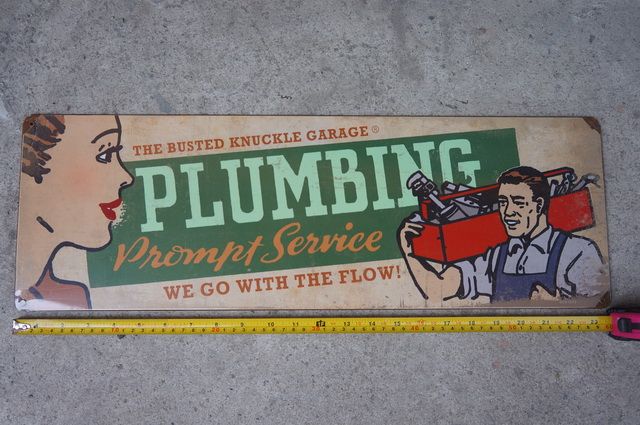 THE BUSTED KNUCKLE GARAGE®
PLUMBING
Prompt Service
WE GO WITH THE FLOW!